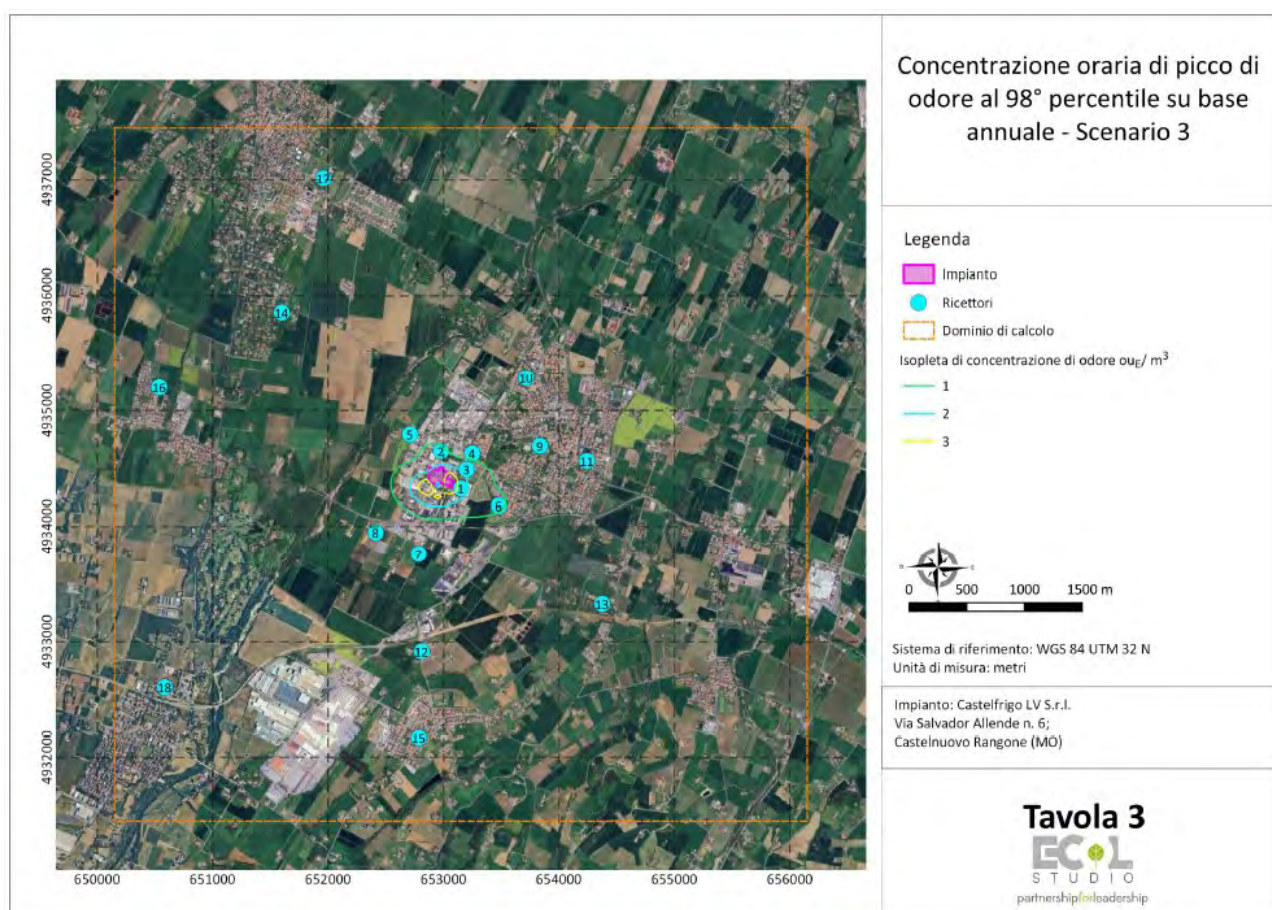 Concentrazione oraria di picco di
odore al 98° percentile su base
annuale - Scenario 3
Legenda
Impianto
Ricettori
Dominio di calcolo
Isopleta di concentrazione di odore ouE/ m³
1
2
3
0 500 1000 1500 m
Sistema di riferimento: WGS 84 UTM 32 N
Unità di misura: metri
Impianto: Castelfrigo LV S.r.l.
Via Salvador Allende n. 6;
Castelnuovo Rangone (MO)
Tavola 3
ECOL
STUDIO
partnershipforleadership
4937000
4936000
4935000
4934000
4933000
4932000
650000 651000 652000 653000 654000 655000 656000
17
14
16
10
5
2
4
9
11
3
1
6
8
7
13
12
18
15